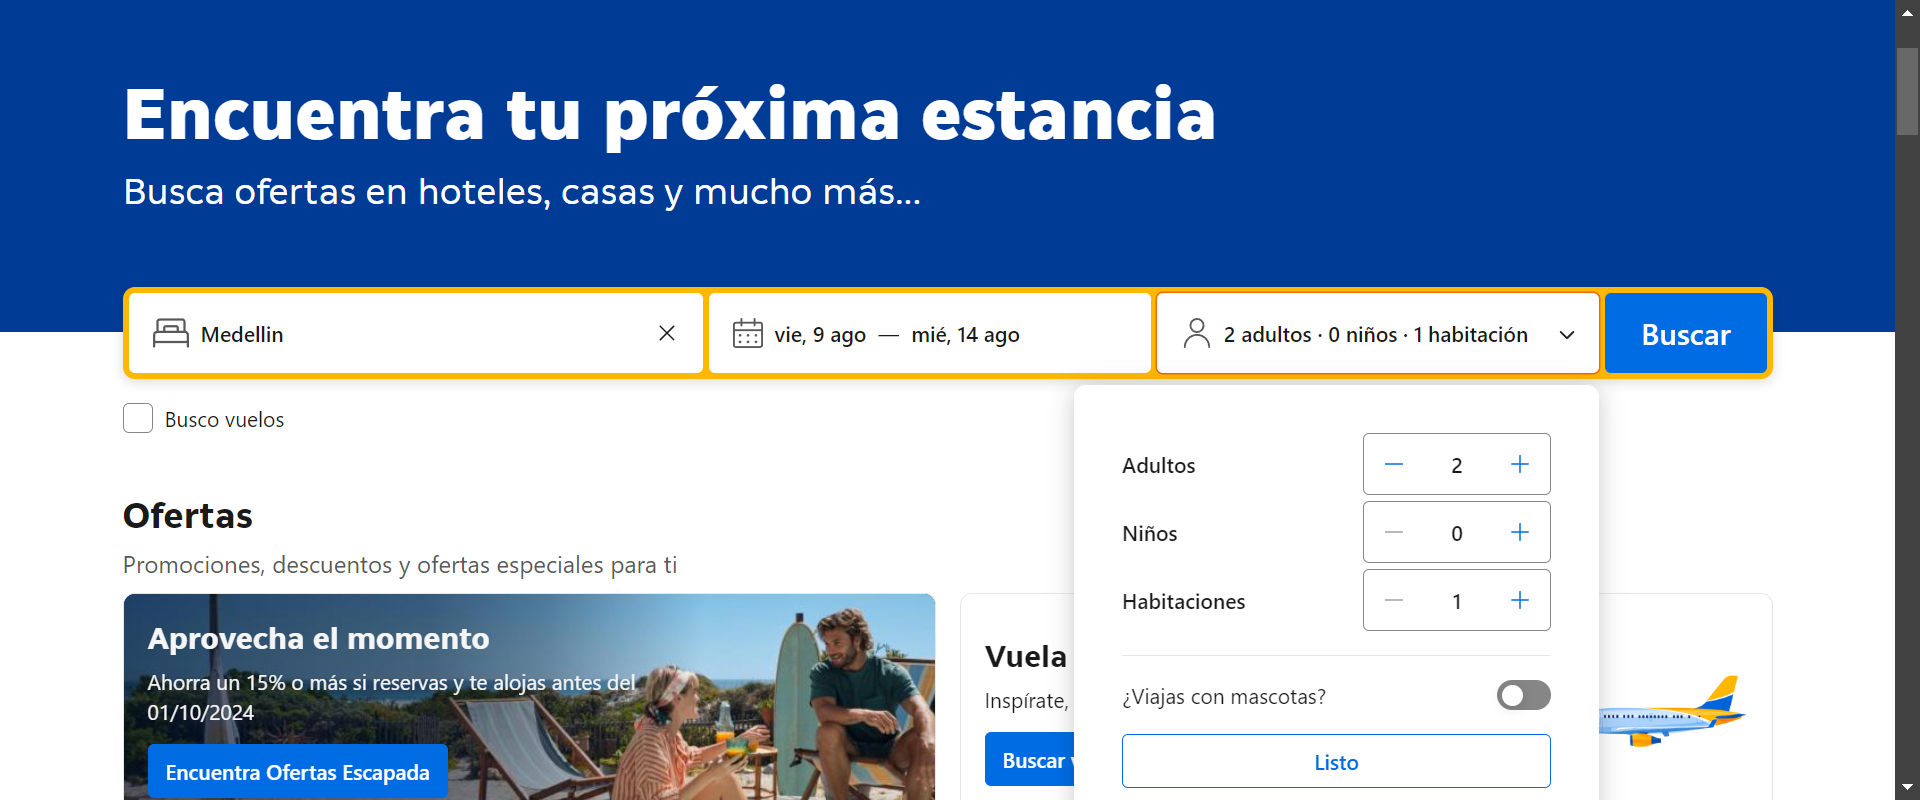 Encuentra tu próxima estancia
Busca ofertas en hoteles, casas y mucho más...
Medellin
vie, 9 ago — mié, 14 ago
2 adultos · 0 niños · 1 habitación
Buscar
Busco vuelos
Adultos
2
Niños
0
Habitaciones
1
¿Viajas con mascotas?
Listo
Ofertas
Promociones, descuentos y ofertas especiales para ti
Aprovecha el momento
Ahorra un 15% o más si reservas y te alojas antes del
01/10/2024
Encuentra Ofertas Escapada
Vuela
Inspírate,
Buscar